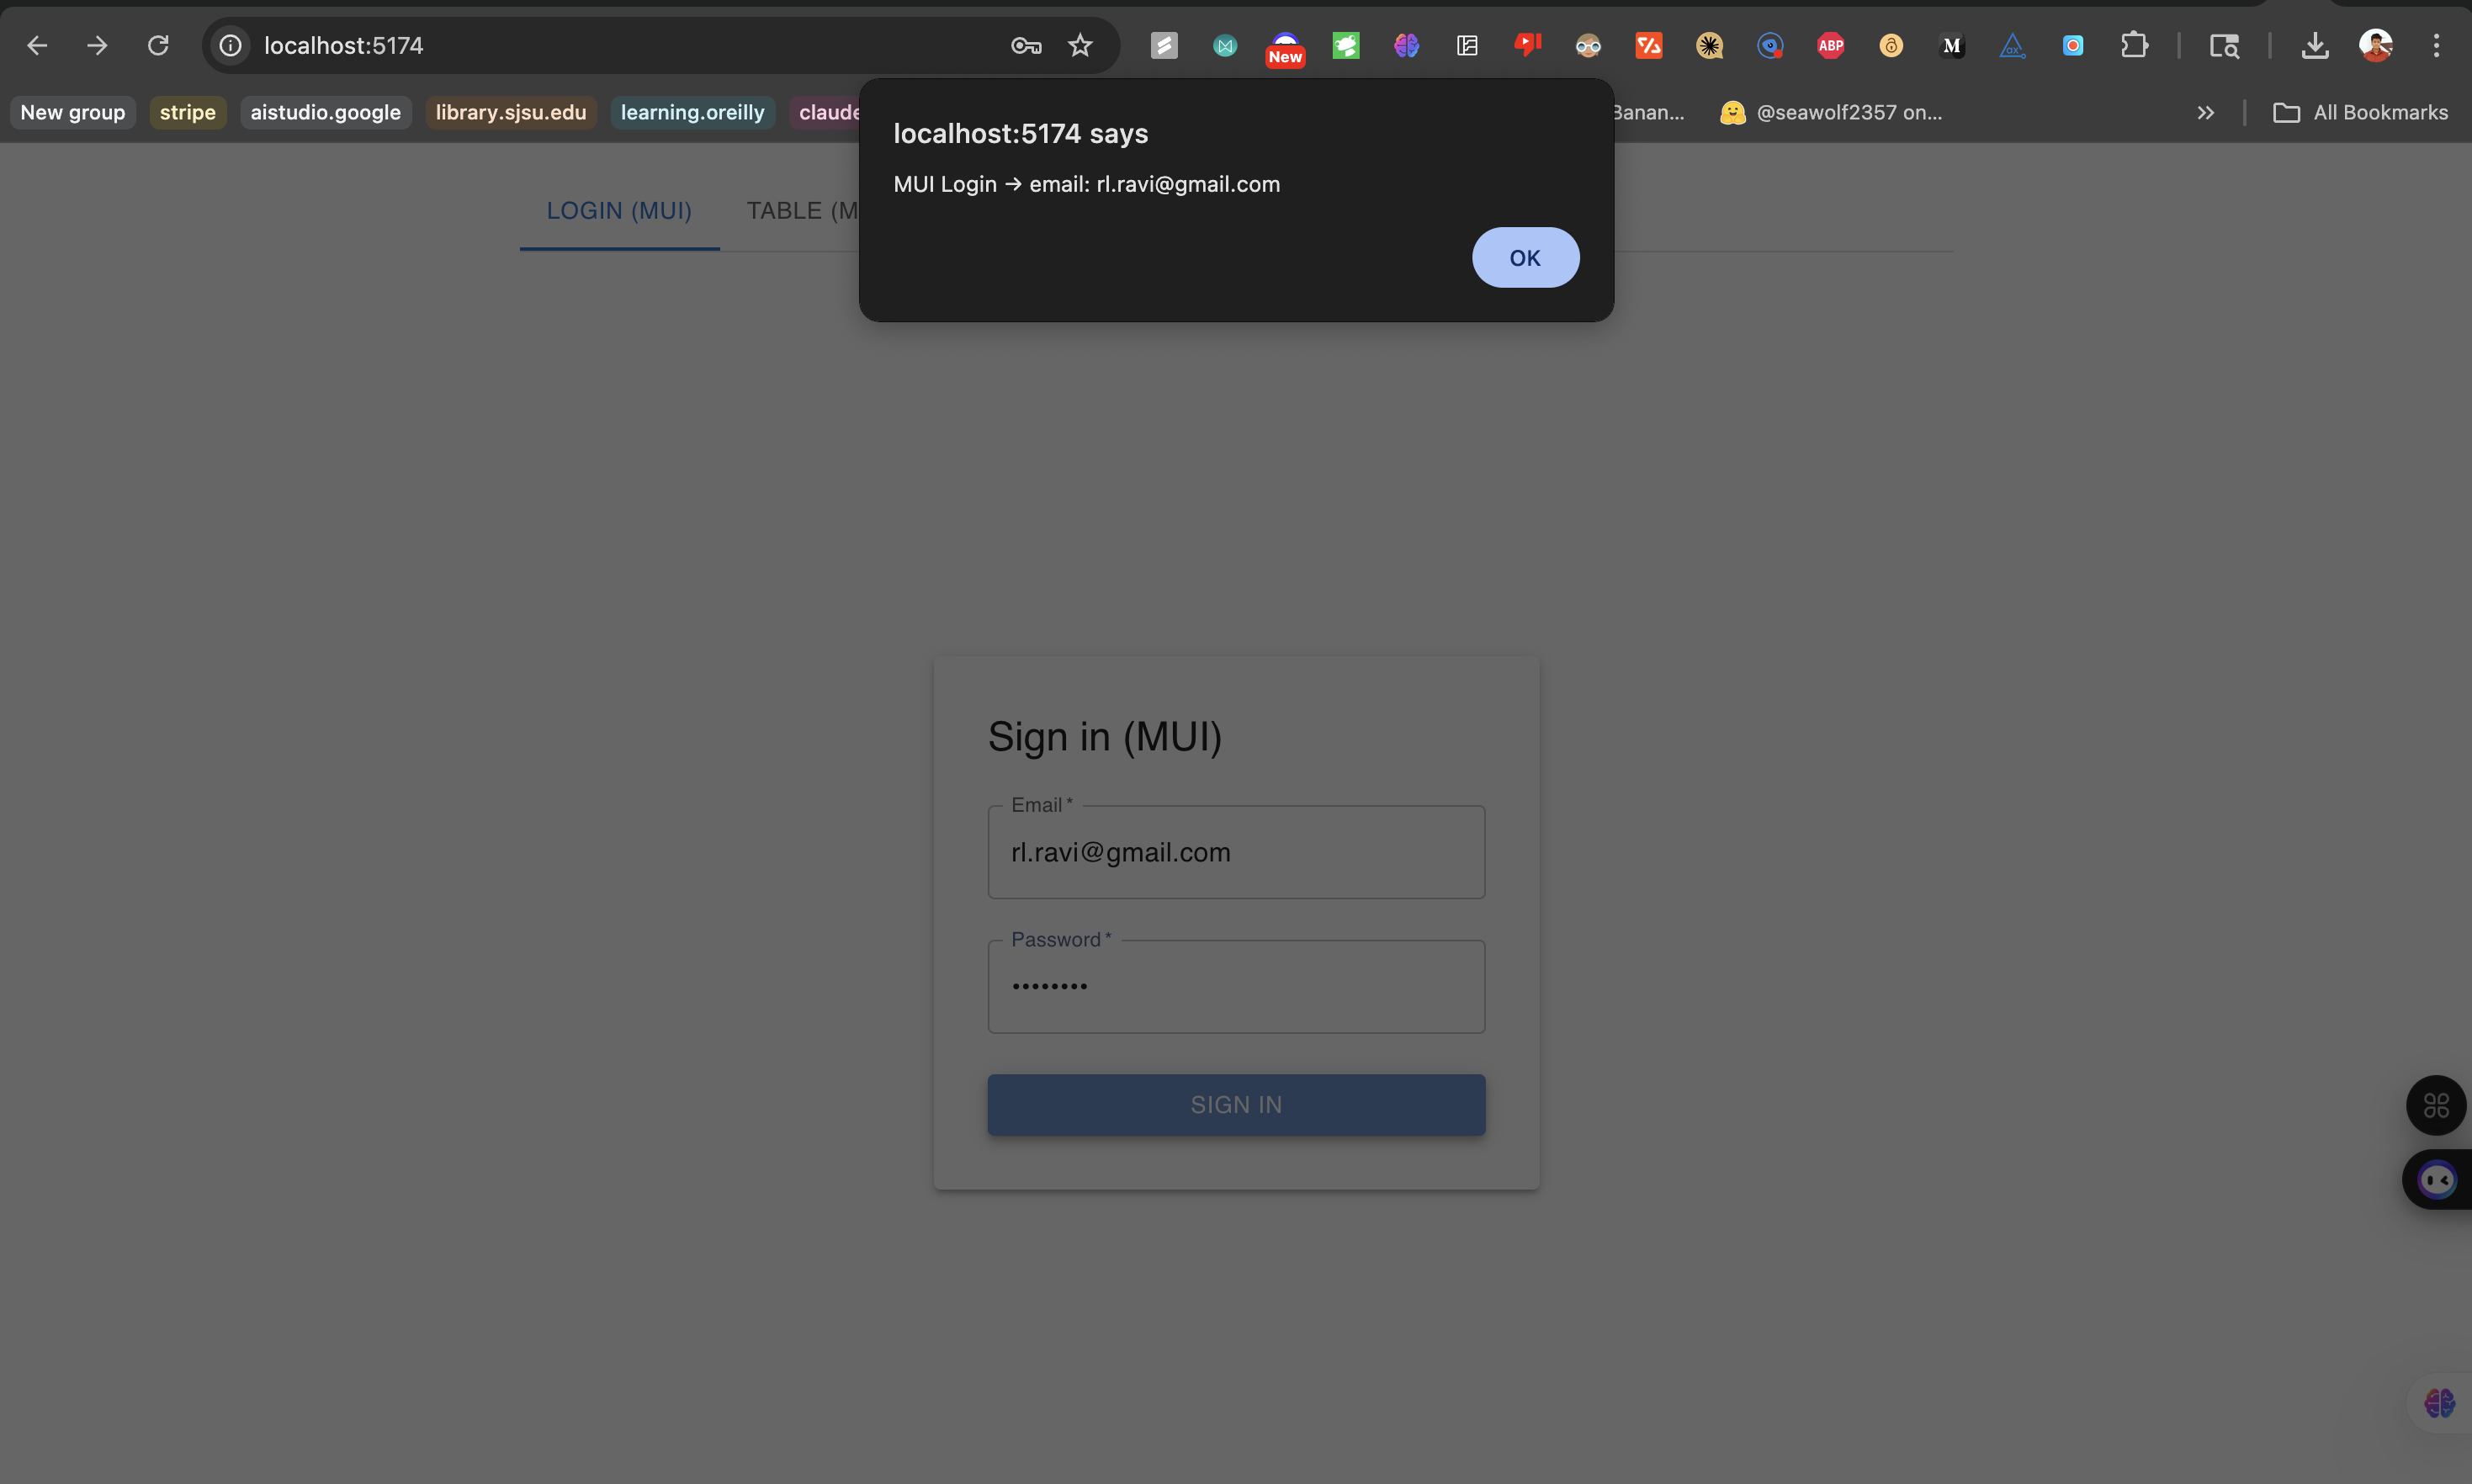 localhost:5174
New
ABP
M
ax
New group stripe aistudio.google library.sjsu.edu learning.oreilly claude Banan... @seawolf2357 on... All Bookmarks
localhost:5174 says
MUI Login → email: rl.ravi@gmail.com
OK
LOGIN (MUI) TABLE (M
Sign in (MUI)
Email *
rl.ravi@gmail.com
Password *
••••••••
SIGN IN